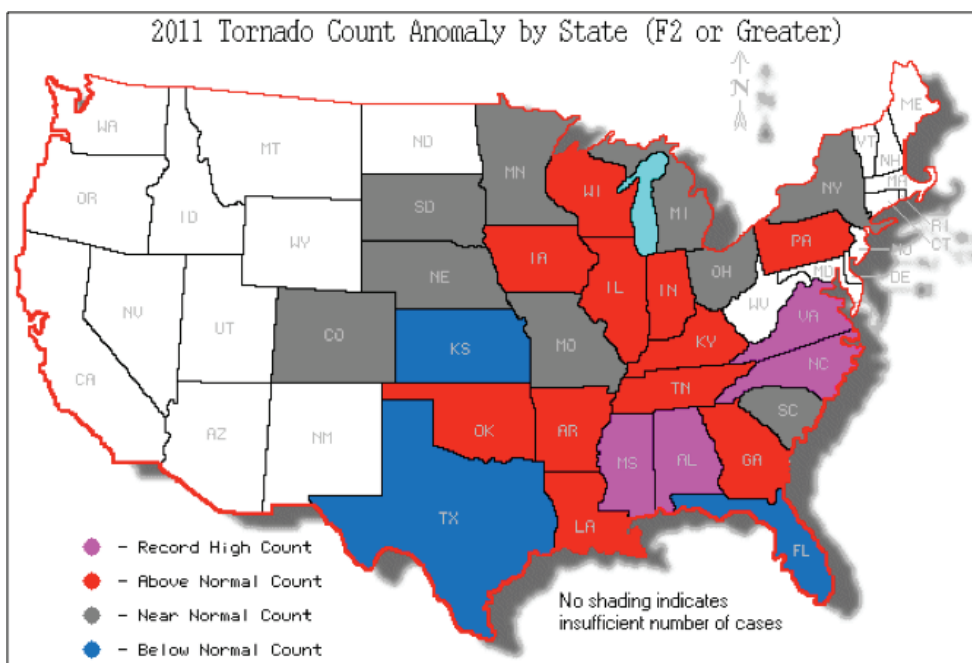 2011 Tornado Count Anomaly by State (F2 or Greater)
N
WA
MT
ND
MN
ME
VT
NH
OR
ID
SD
WI
MI
NY
MA
RI
CT
WY
IA
PA
NJ
NE
OH
MD
DE
NV
UT
CO
IL
IN
WV
VA
KS
MO
KY
CA
NC
TN
AZ
NM
OK
AR
SC
MS
AL
GA
TX
LA
FL
- Record High Count
- Above Normal Count
- Near Normal Count
- Below Normal Count
No shading indicates
insufficient number of cases